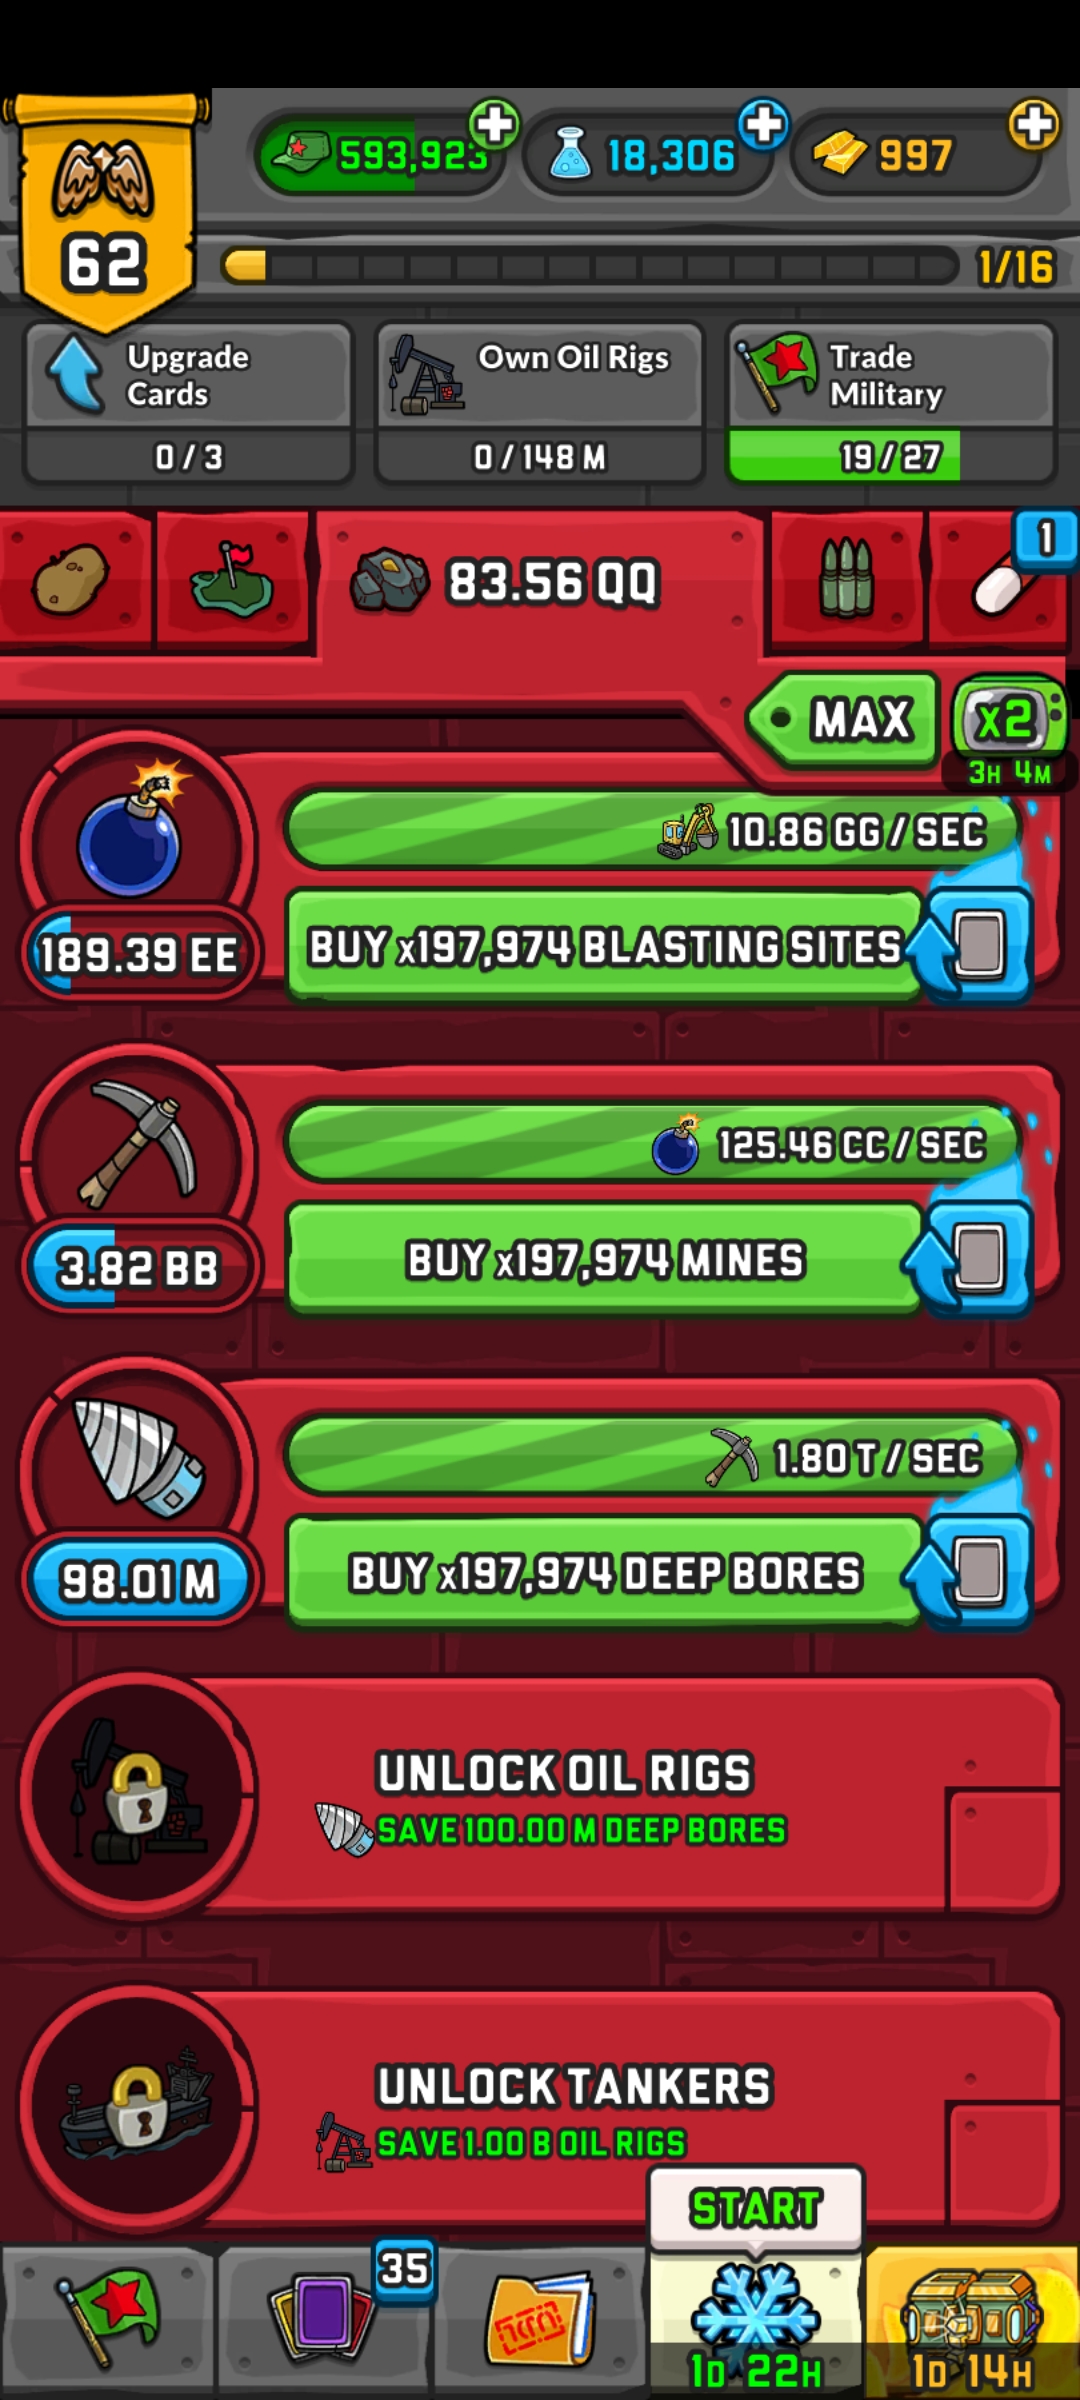 593,923
18,306
997
62
1/16
Upgrade
Cards
0 / 3
Own Oil Rigs
0 / 148 M
Trade
Military
19 / 27
83.56 QQ
1
MAX
x2
3H 4M
10.86 GG / SEC
189.39 EE
BUY x197,974 BLASTING SITES
125.46 CC / SEC
3.82 BB
BUY x197,974 MINES
1.80 T / SEC
98.01 M
BUY x197,974 DEEP BORES
UNLOCK OIL RIGS
SAVE 100.00 M DEEP BORES
UNLOCK TANKERS
SAVE 1.00 B OIL RIGS
START
35
1D 22H
1D 14H